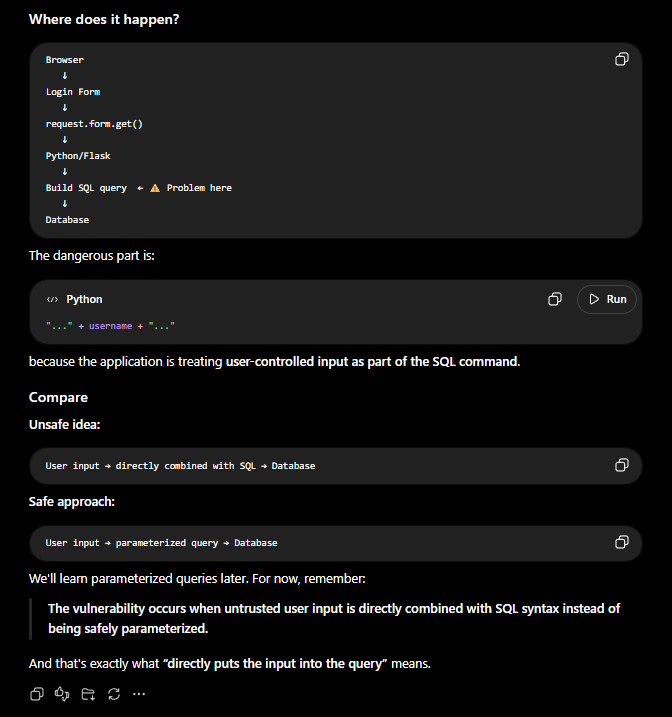 Where does it happen?
Browser
↓
Login Form
↓
request.form.get()
↓
Python/Flask
↓
Build SQL query ← ⚠ Problem here
↓
Database
The dangerous part is:
</> Python
Run
"..." + username + "..."
because the application is treating user-controlled input as part of the SQL command.
Compare
Unsafe idea:
User input → directly combined with SQL → Database
Safe approach:
User input → parameterized query → Database
We'll learn parameterized queries later. For now, remember:
The vulnerability occurs when untrusted user input is directly combined with SQL syntax instead of
being safely parameterized.
And that's exactly what “directly puts the input into the query” means.